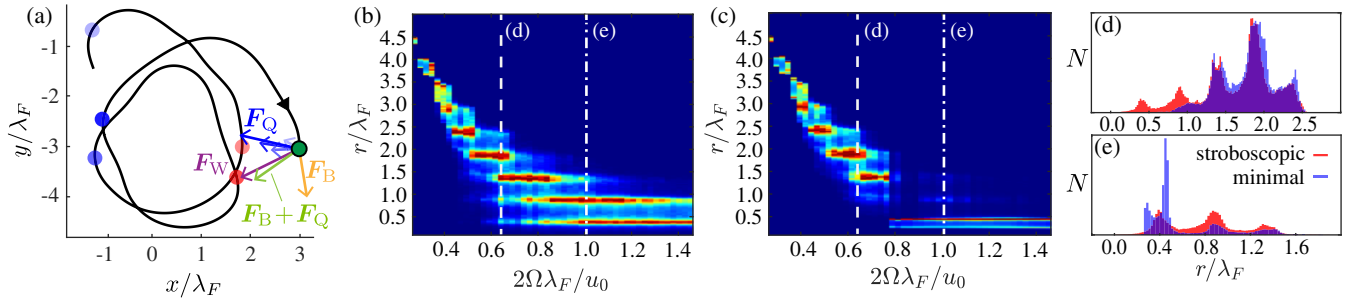 (a)
y/λF
-1
-2
-3
-4
-1
0
1
2
3
x/λF
FQ
FW
FB
FB + FQ
(b)
(d)
(e)
r/λF
4.5
4.0
3.5
3.0
2.5
2.0
1.5
1.0
0.5
0.4
0.6
0.8
1.0
1.2
1.4
2ΩλF/u0
(c)
(d)
(e)
r/λF
4.5
4.0
3.5
3.0
2.5
2.0
1.5
1.0
0.5
0.4
0.6
0.8
1.0
1.2
1.4
2ΩλF/u0
(d)
N
0.0 0.5 1.0 1.5 2.0 2.5
(e)
stroboscopic
minimal
N
0.0
0.4
0.8
1.2
1.6
r/λF